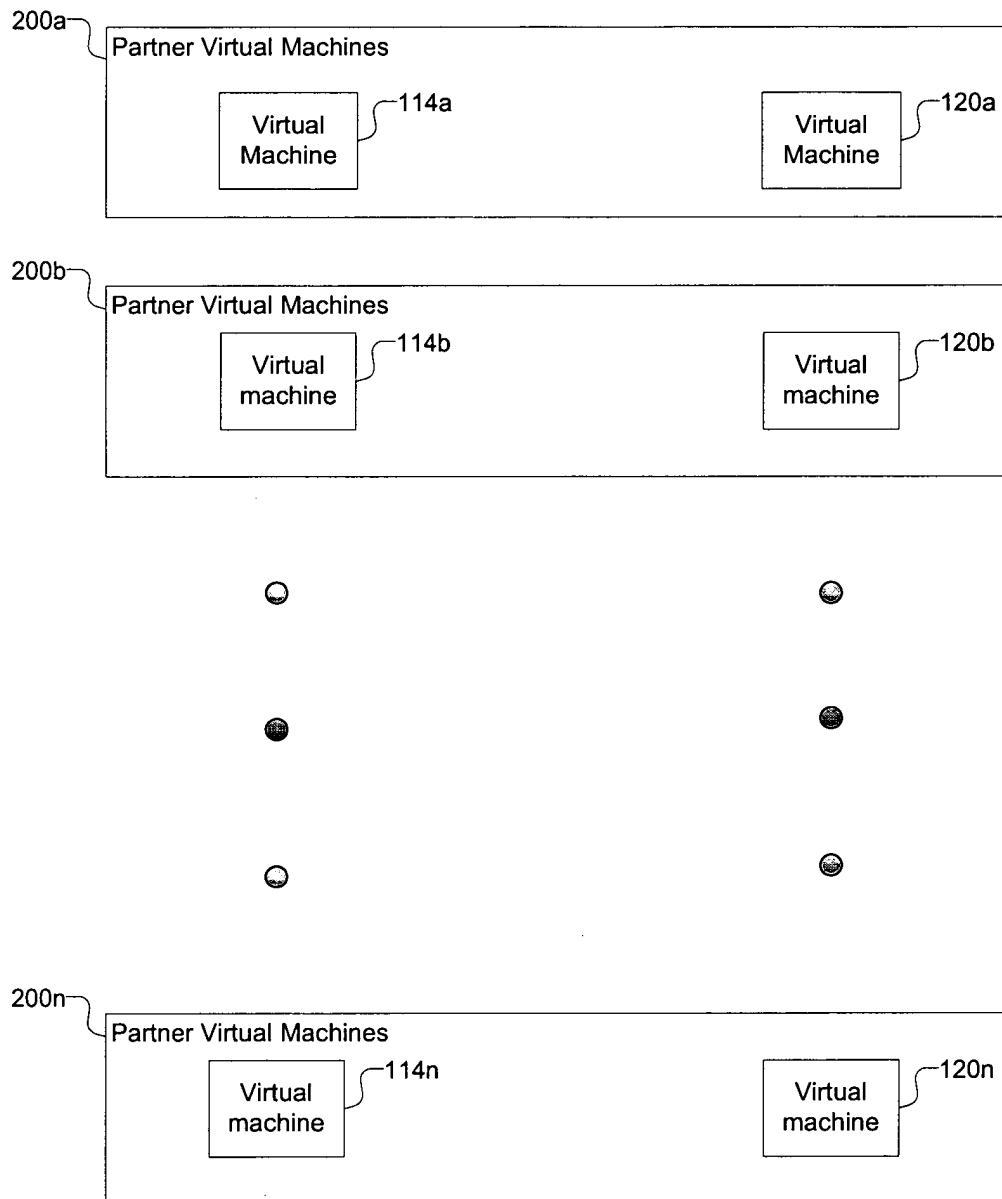 200a
Partner Virtual Machines
114a
120a
Virtual
Machine
Virtual
Machine
200b
Partner Virtual Machines
114b
120b
Virtual
machine
Virtual
machine
200n
Partner Virtual Machines
114n
120n
Virtual
machine
Virtual
machine